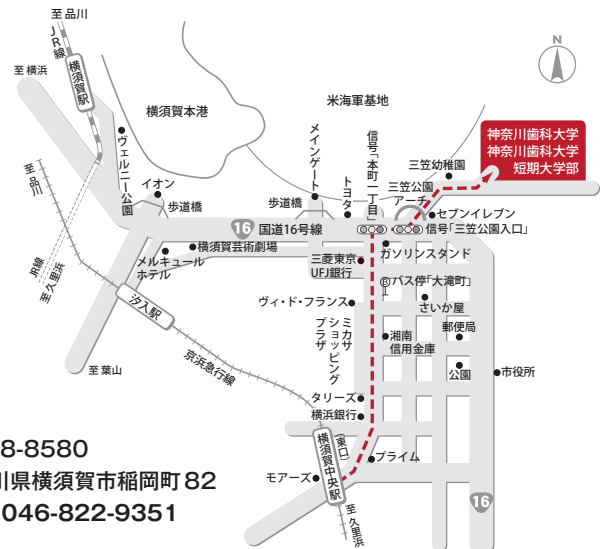 至 品川
JR線
横須賀駅
至 横浜
横須賀本港
米海軍基地
N
神奈川歯科大学
神奈川歯科大学
短期大学部
ヴェルニー公園
メインゲート
トヨタ
信号「本町一丁目」
三笠幼稚園
三笠公園
アーチ
至 品川
イオン
歩道橋
歩道橋
セブンイレブン
16
国道16号線
信号「三笠公園入口」
横須賀芸術劇場
ガソリンスタンド
メルキュール
ホテル
三菱東京
UFJ銀行
JR線
至 久里浜
B
バス停「大滝町」
さいか屋
汐入駅
ヴィ・ド・フランス
ミカサ
ショッピング
プラザ
郵便局
湘南
信用金庫
京浜急行線
至 葉山
公園
市役所
タリーズ
横浜銀行
(東口)
横須賀中央駅
プライム
モアーズ
16
至 久里浜
8-8580
川県横須賀市稲岡町82
046-822-9351